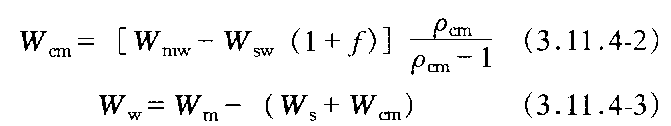 W_cm = [W_mw − W_sw (1 + f)] ρ_cm / (ρ_cm − 1) (3.11.4-2)
W_w = W_m − (W_s + W_cm) (3.11.4-3)